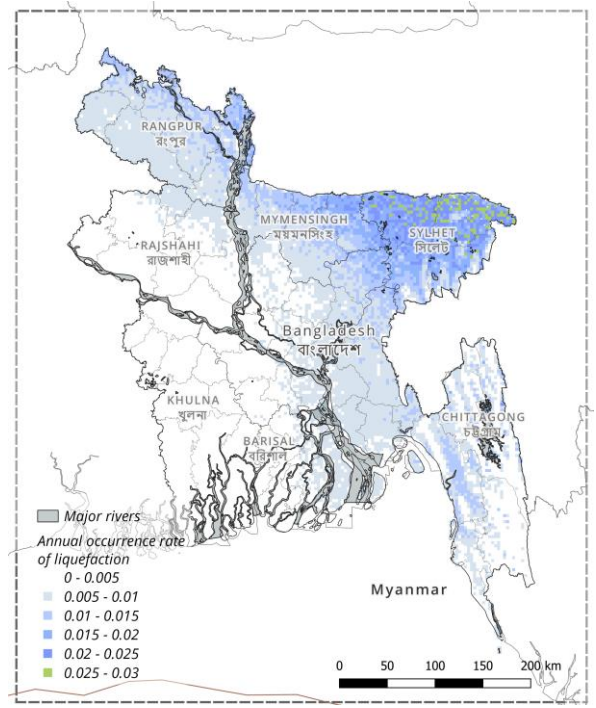 RANGPUR
রংপুর
MYMENSINGH
ময়মনসিংহ
SYLHET
সিলেট
RAJSHAHI
রাজশাহী
Bangladesh
বাংলাদেশ
KHULNA
খুলনা
BARISAL
বরিশাল
CHITTAGONG
চট্টগ্রাম
Major rivers
Annual occurrence rate
of liquefaction
0 - 0.005
0.005 - 0.01
0.01 - 0.015
0.015 - 0.02
0.02 - 0.025
0.025 - 0.03
Myanmar
0 50 100 150 200 km